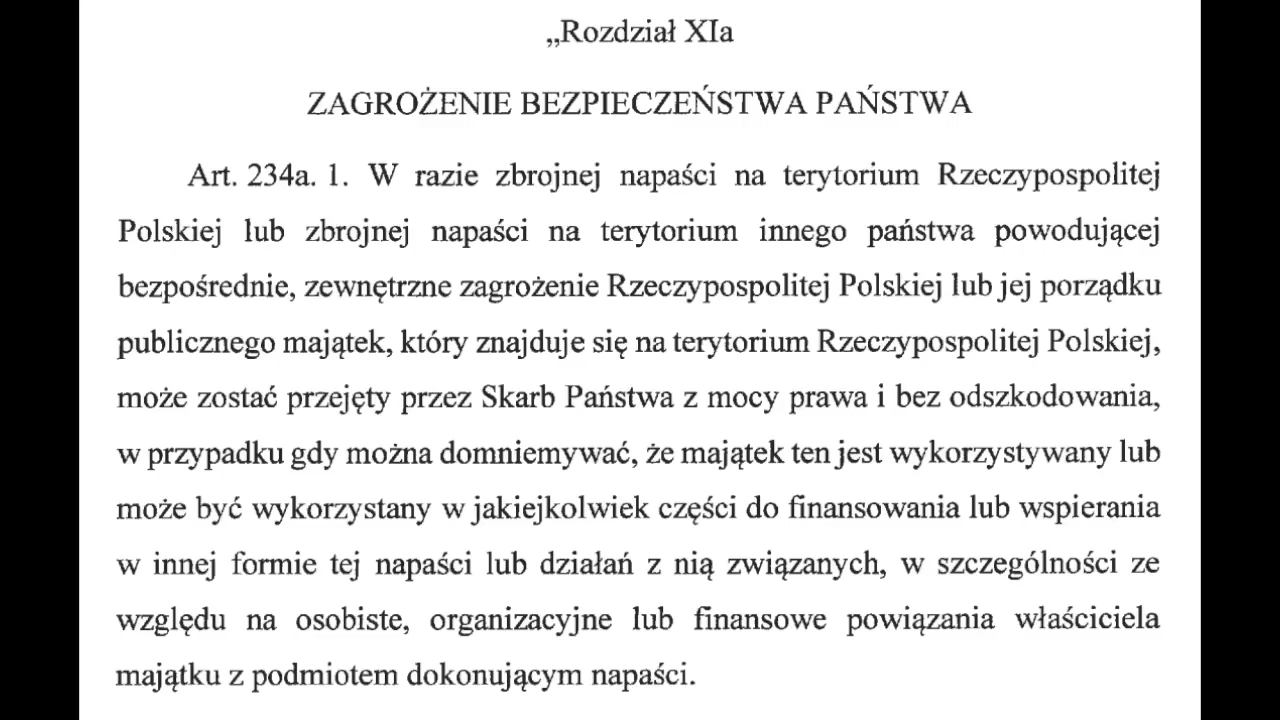 „Rozdział XIa
ZAGROŻENIE BEZPIECZEŃSTWA PAŃSTWA
Art. 234a. 1. W razie zbrojnej napaści na terytorium Rzeczypospolitej
Polskiej lub zbrojnej napaści na terytorium innego państwa powodującej
bezpośrednie, zewnętrzne zagrożenie Rzeczypospolitej Polskiej lub jej porządku
publicznego majątek, który znajduje się na terytorium Rzeczypospolitej Polskiej,
może zostać przejęty przez Skarb Państwa z mocy prawa i bez odszkodowania,
w przypadku gdy można domniemywać, że majątek ten jest wykorzystywany lub
może być wykorzystany w jakiejkolwiek części do finansowania lub wspierania
w innej formie tej napaści lub działań z nią związanych, w szczególności ze
względu na osobiste, organizacyjne lub finansowe powiązania właściciela
majątku z podmiotem dokonującym napaści.